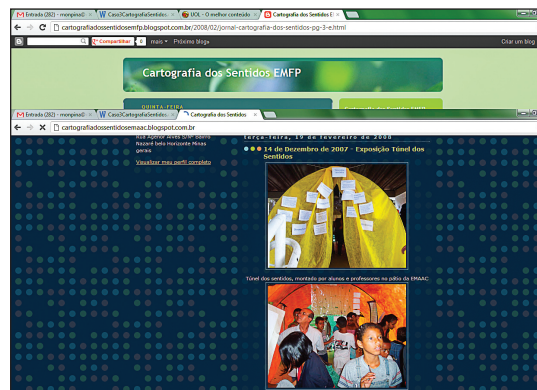 Entrada (282) - monpinaD
Caso3CartografiaSentidos.
UOL - O melhor conteúdo
Cartografia dos Sentidos E
cartografiadossentidosemfp.blogspot.com.br/2008/02/jornal-cartografia-dos-sentidos-pg-3-e.html
Compartilhar
mais
Próximo blog»
Criar um blog
Cartografia dos Sentidos EMFP
QUINTA-FEIRA
Entrada (282) - monpinaD
Caso3CartografiaSentidos.
Cartografia dos Sentidos
cartografiadossentidosemaac.blogspot.com.br
Nazaré belo Horizonte Minas
gerais
Visualizar meu perfil completo
terça-feira, 19 de fevereiro de 2008
14 de Dezembro de 2007 - Exposição Túnel dos
Sentidos
Túnel dos sentidos, montado por alunos e professores no pátio da EMAAC